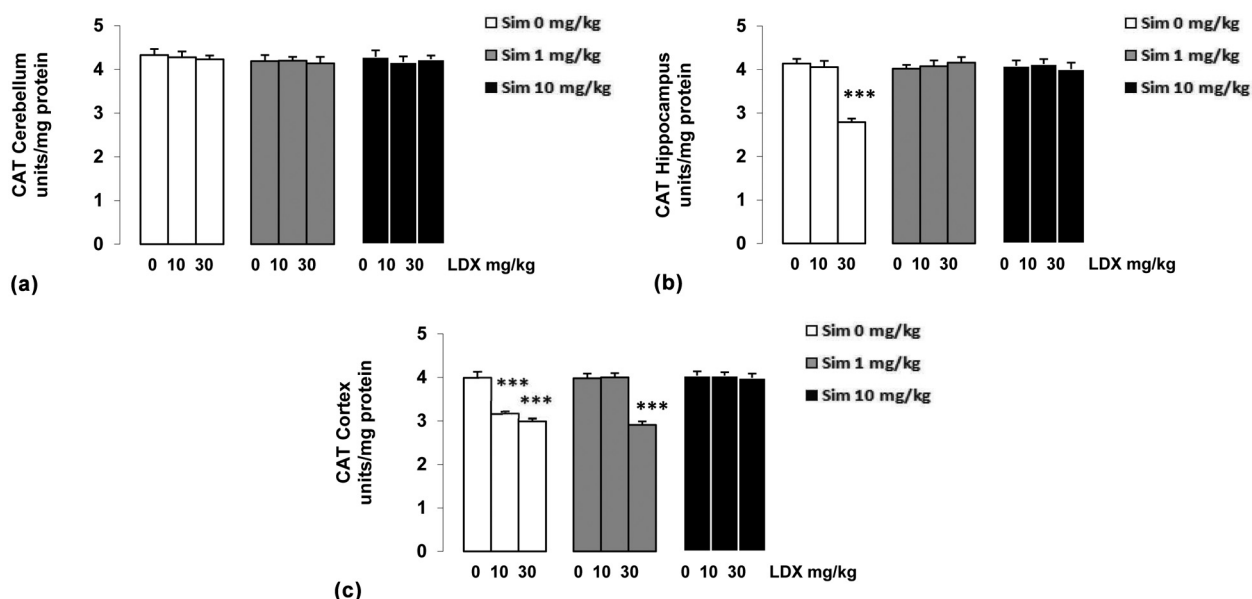 CAT Cerebellum
units/mg protein
5
4
3
2
1
0
Sim 0 mg/kg
Sim 1 mg/kg
Sim 10 mg/kg
0 10 30 0 10 30 0 10 30 LDX mg/kg
(a)
CAT Hippocampus
units/mg protein
5
4
3
2
1
0
***
Sim 0 mg/kg
Sim 1 mg/kg
Sim 10 mg/kg
0 10 30 0 10 30 0 10 30 LDX mg/kg
(b)
CAT Cortex
units/mg protein
5
4
3
2
1
0
***
***
***
Sim 0 mg/kg
Sim 1 mg/kg
Sim 10 mg/kg
0 10 30 0 10 30 0 10 30 LDX mg/kg
(c)